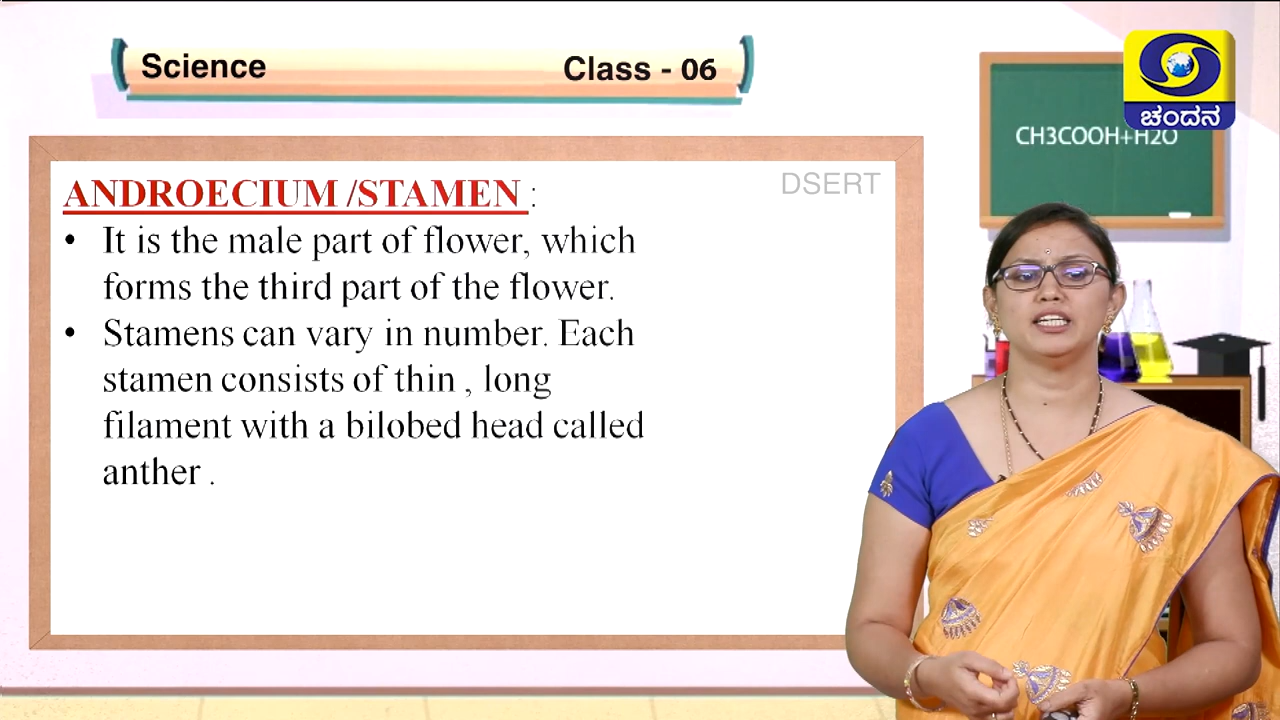 Science Class - 06
ಚಂದನ
CH3COOH+H2O
DSERT
ANDROECIUM /STAMEN :
• It is the male part of flower, which
forms the third part of the flower.
• Stamens can vary in number. Each
stamen consists of thin , long
filament with a bilobed head called
anther .